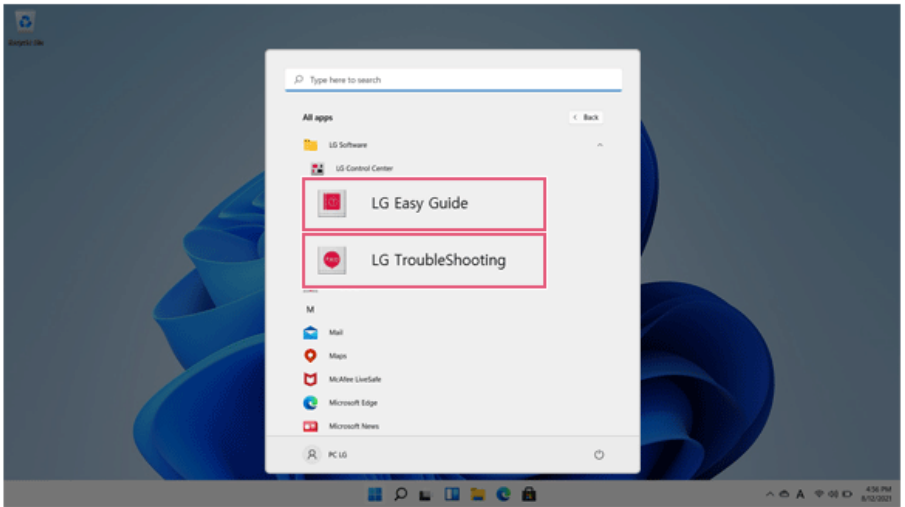 Recycle Bin
Type here to search
All apps
< Back
LG Software
LG Control Center
LG Easy Guide
LG TroubleShooting
M
Mail
Maps
McAfee LiveSafe
Microsoft Edge
Microsoft News
PC LG
A
4:56 PM
8/12/2021